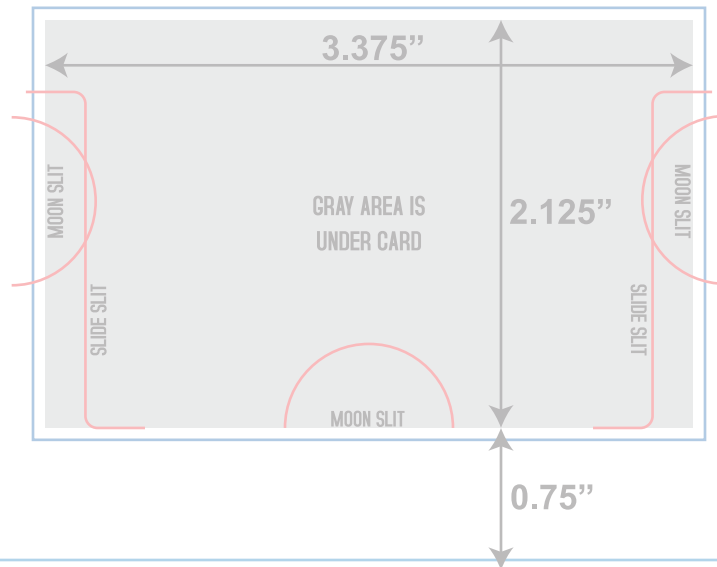 3.375”
MOON SLIT
MOON SLIT
GRAY AREA IS
UNDER CARD
2.125”
SLIDE SLIT
SLIDE SLIT
MOON SLIT
0.75”